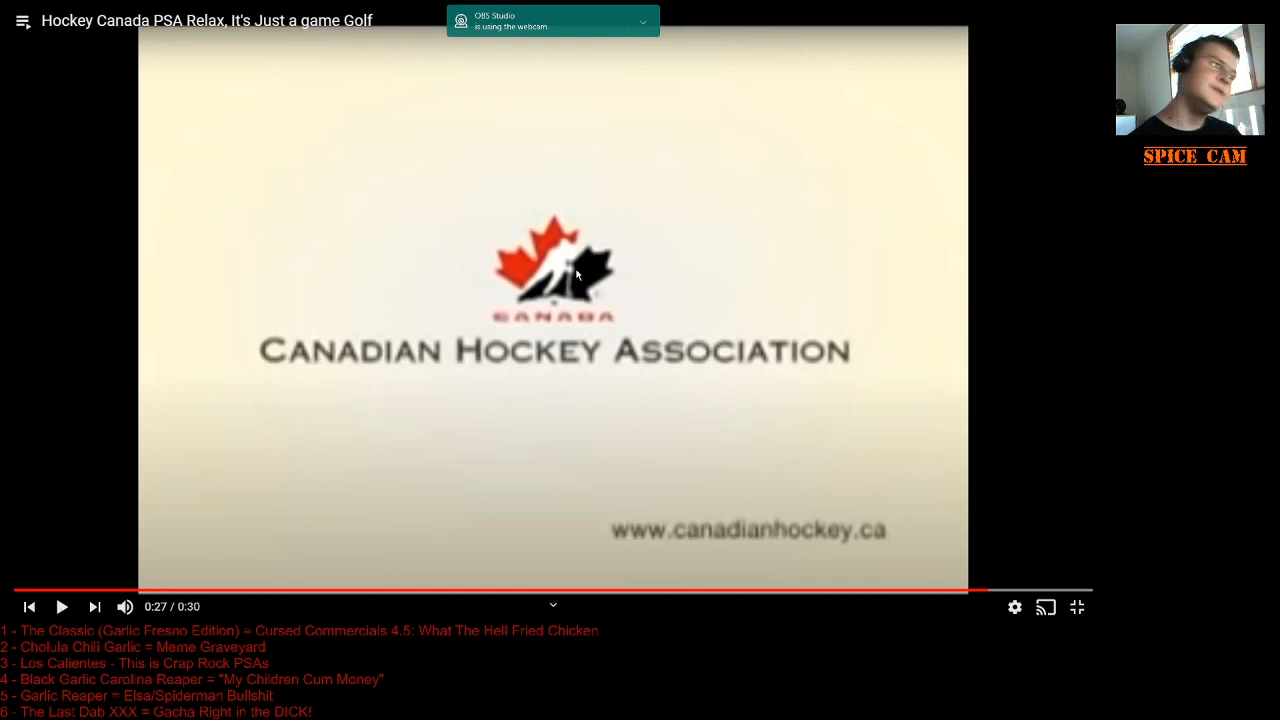 Hockey Canada PSA Relax, It's Just a game Golf
OBS Studio
is using the webcam
SPICE CAM
CANADA
CANADIAN HOCKEY ASSOCIATION
www.canadianhockey.ca
0:27 / 0:30
1 - The Classic (Garlic Fresno Edition) = Cursed Commercials 4.5: What The Hell Fried Chicken
2 - Cholula Chili Garlic = Meme Graveyard
3 - Los Calientes - This is Crap Rock PSAs
4 - Black Garlic Carolina Reaper = "My Children Cum Money"
5 - Garlic Reaper = Elsa/Spiderman Bullshit
6 - The Last Dab XXX = Gacha Right in the DICK!